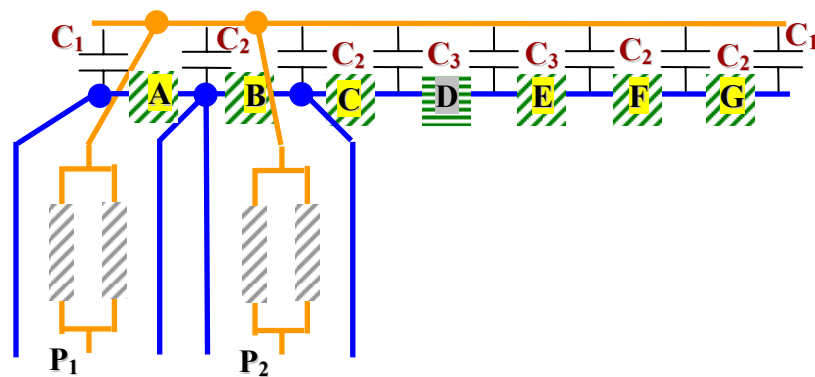 C₁ C₂ C₂ C₃ C₃ C₂ C₂ C₁
A B C D E F G
P₁ P₂